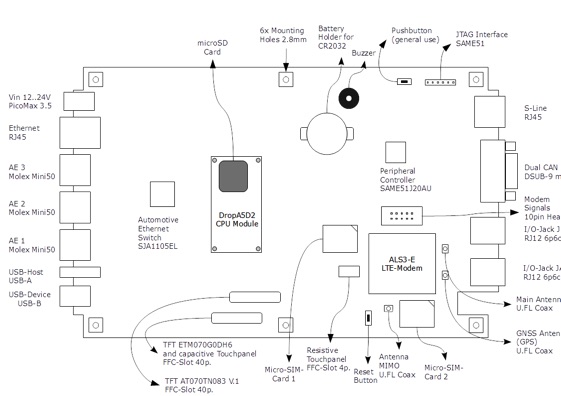 microSD
Card
6x Mounting
Holes 2.8mm
Battery
Holder for
CR2032
Buzzer
Pushbutton
(general use)
JTAG Interface
SAME51
Vin 12..24V
PicoMax 3.5
Ethernet
RJ45
AE 3
Molex Mini50
AE 2
Molex Mini50
AE 1
Molex Mini50
USB-Host
USB-A
USB-Device
USB-B
Automotive
Ethernet
Switch
SJA1105EL
DropA5D2
CPU Module
Peripheral
Controller
SAME51J20AU
ALS3-E
LTE-Modem
S-Line
RJ45
Dual CAN
DSUB-9 m
Modem
Signals
10pin Hea
I/O-Jack J
RJ12 6p6c
I/O-Jack J
RJ12 6p6c
Main Antenn
U.FL Coax
GNSS Anten
(GPS)
U.FL Coax
TFT ETM070G0DH6
and capacitive Touchpanel
FFC-Slot 40p.
TFT AT070TN083 V.1
FFC-Slot 40p.
Micro-SIM-
Card 1
Resistive
Touchpanel
FFC-Slot 4p.
Reset
Button
Antenna
MIMO
U.FL Coax
Micro-SIM-
Card 2